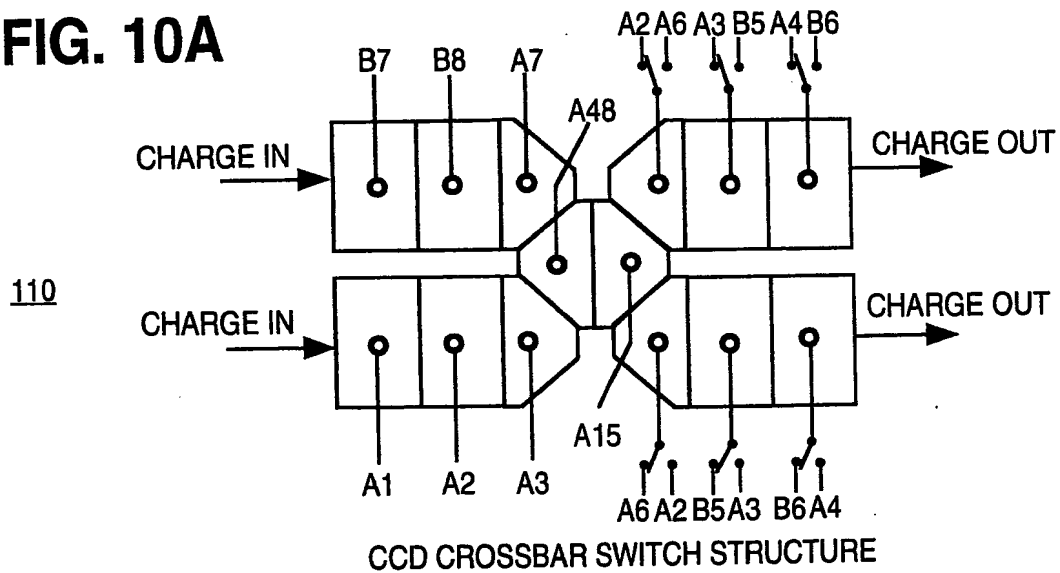 FIG. 10A
A2 A6 A3 B5 A4 B6
B7 B8 A7
A48
CHARGE IN
CHARGE OUT
110
CHARGE IN
CHARGE OUT
A15
A1 A2 A3
A6 A2 B5 A3 B6 A4
CCD CROSSBAR SWITCH STRUCTURE